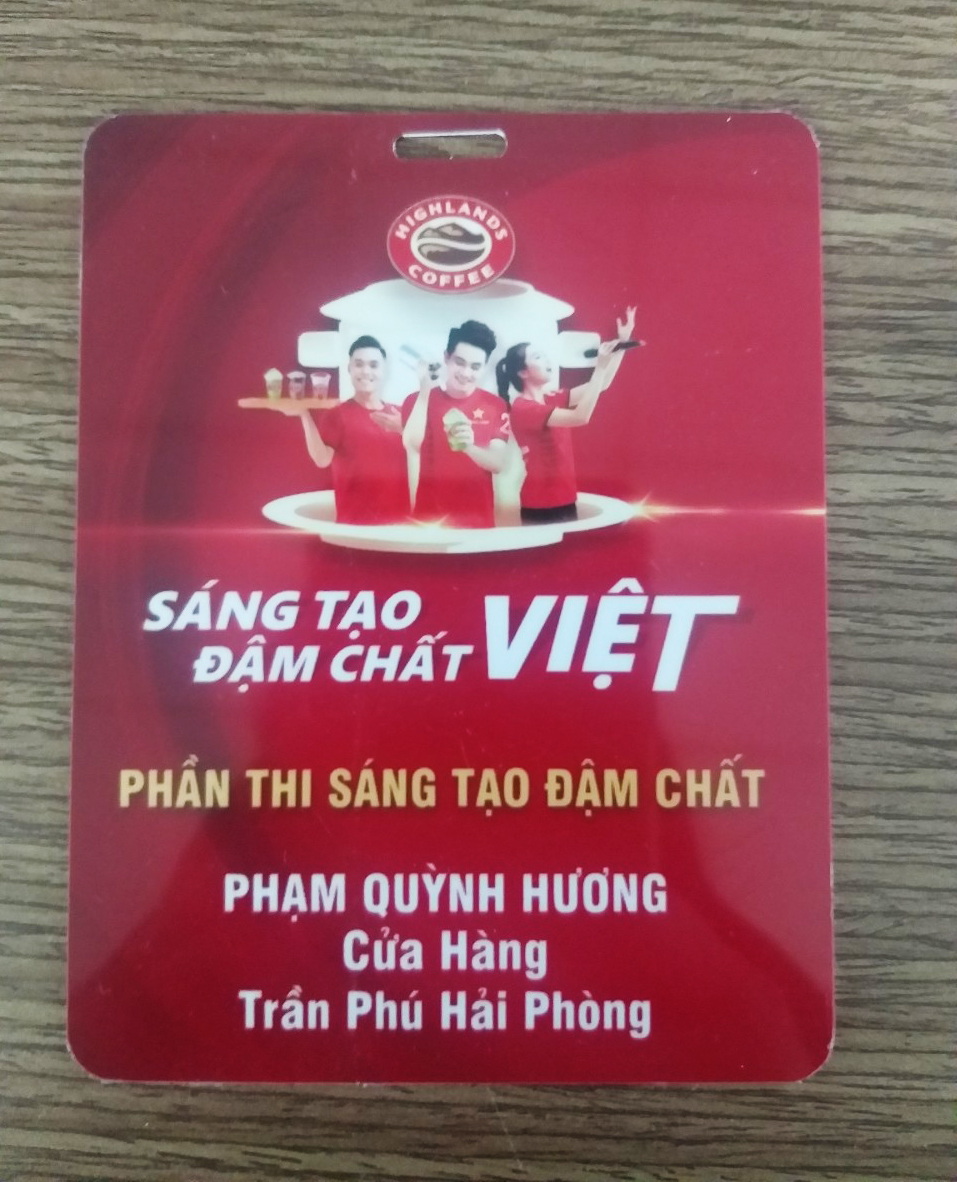 HIGHLANDS
COFFEE
SÁNG TẠO
ĐẬM CHẤT VIỆT
PHẦN THI SÁNG TẠO ĐẬM CHẤT
PHẠM QUỲNH HƯƠNG
Cửa Hàng
Trần Phú Hải Phòng